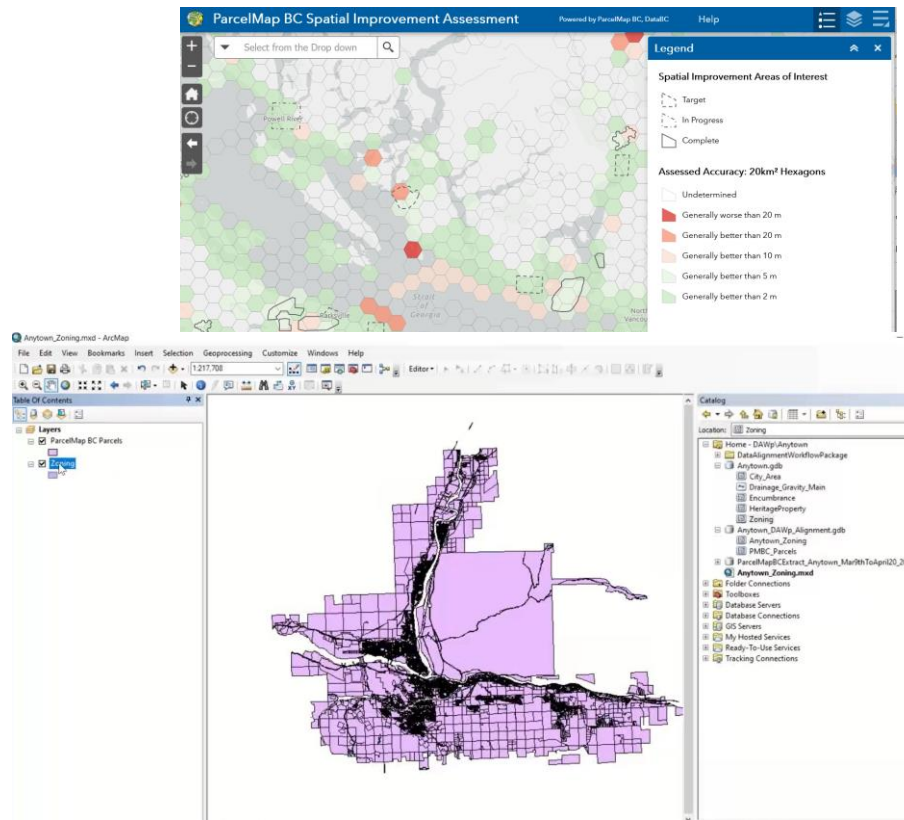 ParcelMap BC Spatial Improvement Assessment
Powered by ParcelMap BC, DataBC
Help
Select from the Drop down
Legend
Spatial Improvement Areas of Interest
Target
In Progress
Complete
Assessed Accuracy: 20km² Hexagons
Undetermined
Generally worse than 20 m
Generally better than 20 m
Generally better than 10 m
Generally better than 5 m
Generally better than 2 m
Powell River
Strait
of
Georgia
Anytown_Zoning.mxd - ArcMap
File Edit View Bookmarks Insert Selection Geoprocessing Customize Windows Help
1:217,708
Editor
Table Of Contents
Layers
ParcelMap BC Parcels
Zoning
Catalog
Location: Zoning
Home - DAWp\Anytown
DataAlignmentWorkflowPackage
Anytown.gdb
City_Area
Drainage_Gravity_Main
Encumbrance
HeritageProperty
Zoning
Anytown_DAWp_Alignment.gdb
Anytown_Zoning
PMBC_Parcels
ParcelMapBCExtract_Anytown_Mar9thToApril20_2
Anytown_Zoning.mxd
Folder Connections
Toolboxes
Database Servers
Database Connections
GIS Servers
My Hosted Services
Ready-To-Use Services
Tracking Connections